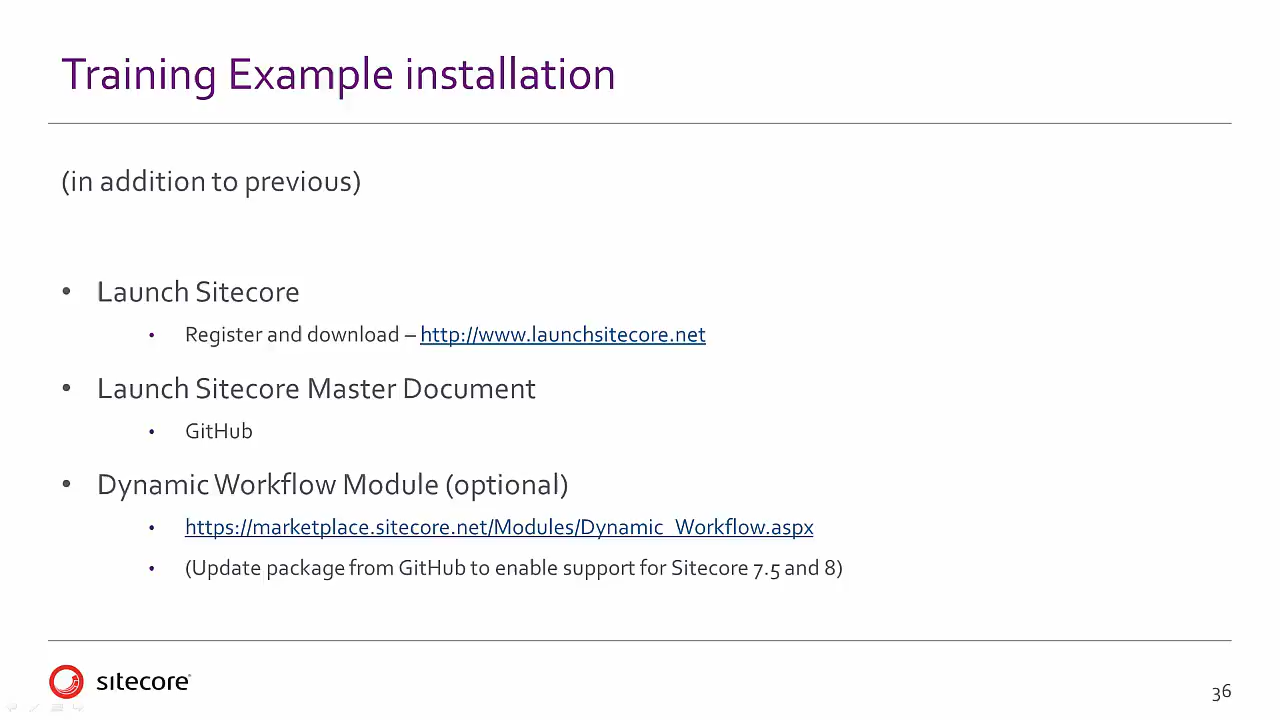 Training Example installation
(in addition to previous)
• Launch Sitecore
• Register and download – http://www.launchsitecore.net
• Launch Sitecore Master Document
• GitHub
• Dynamic Workflow Module (optional)
• https://marketplace.sitecore.net/Modules/Dynamic_Workflow.aspx
• (Update package from GitHub to enable support for Sitecore 7.5 and 8)
sitecore
36